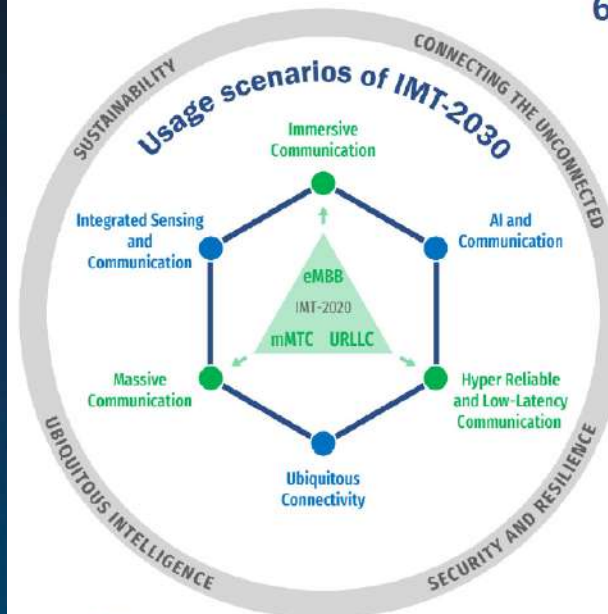 6
SUSTAINABILITY
CONNECTING THE UNCONNECTED
Usage scenarios of IMT-2030
Immersive
Communication
Integrated Sensing
and
Communication
AI and
Communication
eMBB
IMT-2020
mMTC URLLC
Massive
Communication
Hyper Reliable
and Low-Latency
Communication
Ubiquitous
Connectivity
UBIQUITOUS INTELLIGENCE
SECURITY AND RESILIENCE